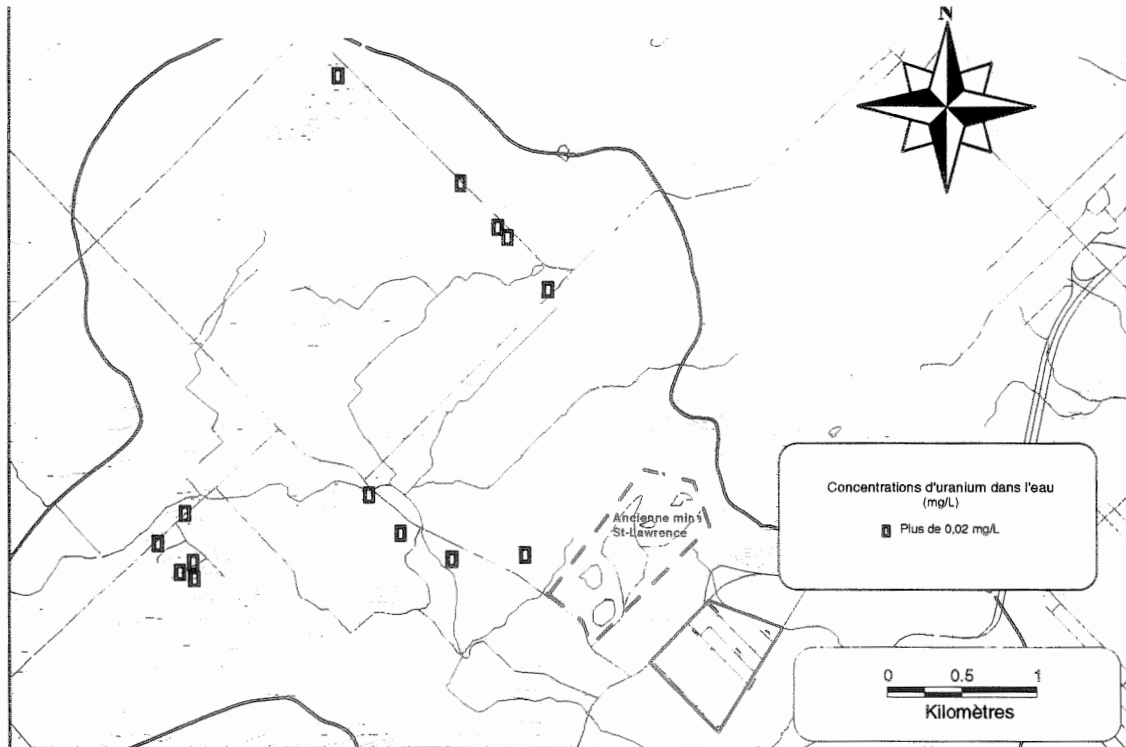 N
Ancienne mine
St-Lawrence
Concentrations d'uranium dans l'eau
(mg/L)
Plus de 0,02 mg/L
0 0.5 1
Kilomètres